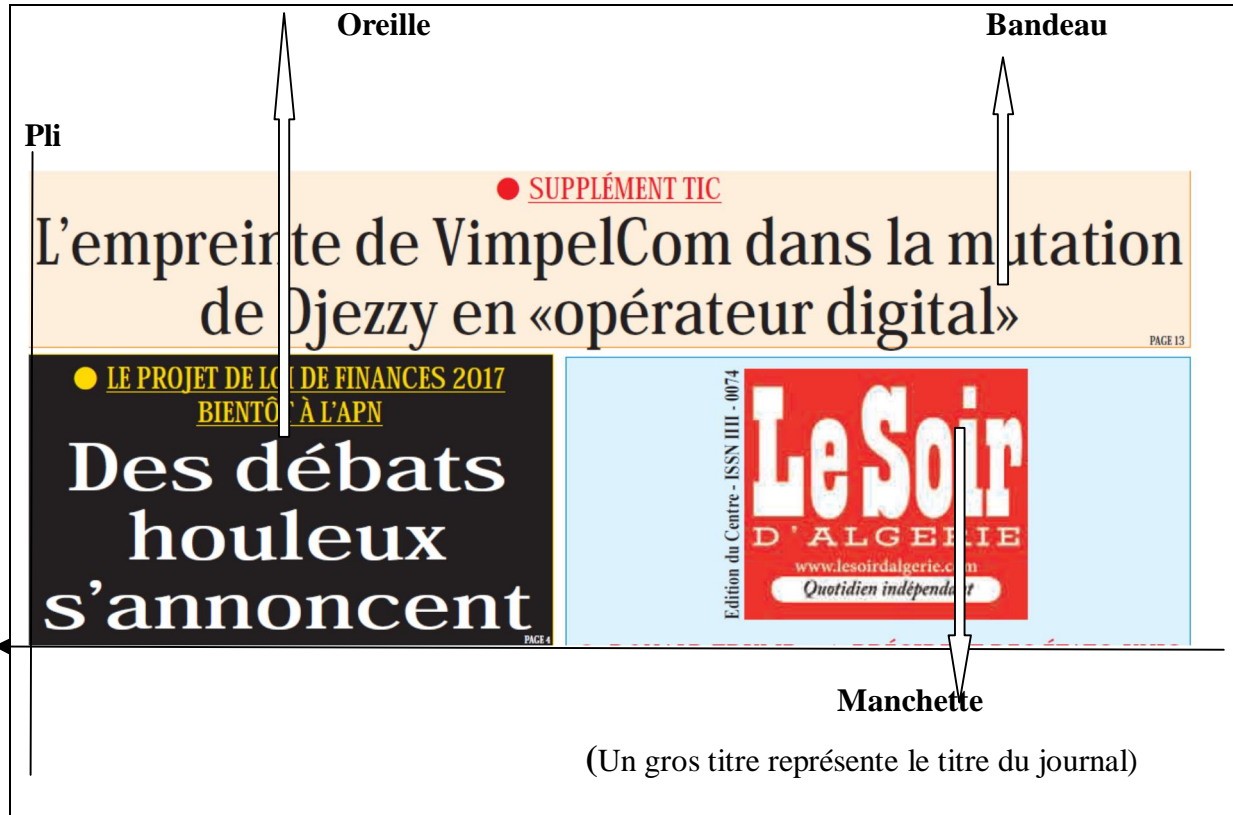 Oreille
Bandeau
Pli
SUPPLÉMENT TIC
L'empreinte de VimpelCom dans la mutation
de Djezzy en «opérateur digital»
PAGE 13
LE PROJET DE LOI DE FINANCES 2017
BIENTÔT À L'APN
Des débats
houleux
s'annoncent
PAGE 4
Edition du Centre - ISSN IIII - 0074
Le Soir
D'ALGERIE
www.lesoirdalgerie.com
Quotidien indépendant
Manchette
(Un gros titre représente le titre du journal)